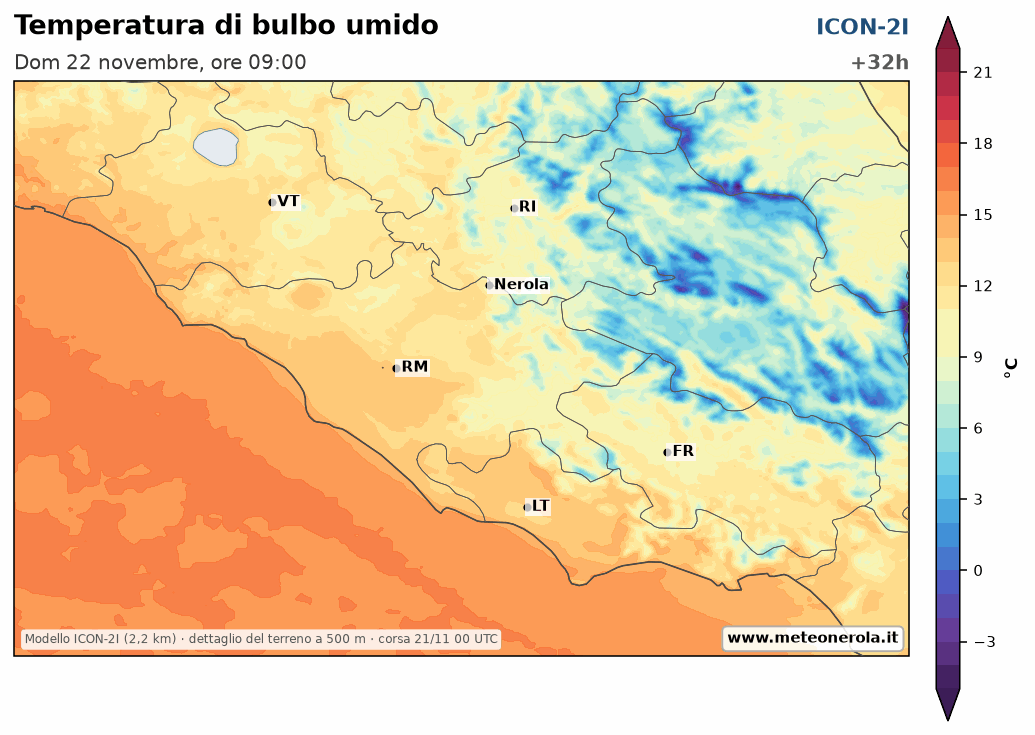 Temperatura di bulbo umido
ICON-2I
Dom 22 novembre, ore 09:00
+32h
21
18
15
12
9
6
3
0
−3
°C
VT
RI
Nerola
RM
FR
LT
Modello ICON-2I (2,2 km) · dettaglio del terreno a 500 m · corsa 21/11 00 UTC
www.meteonerola.it